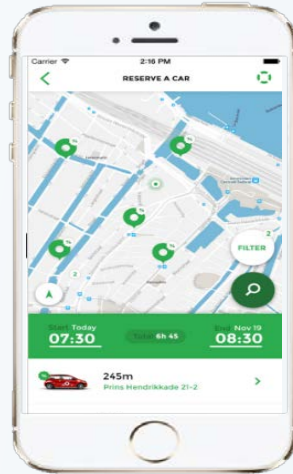 Carrier 2:16 PM
RESERVE A CAR
2
FILTER
2
Start Today
07:30
Total 6h 45
End Nov 19
08:30
245m
Prins Hendrikkade 21-2